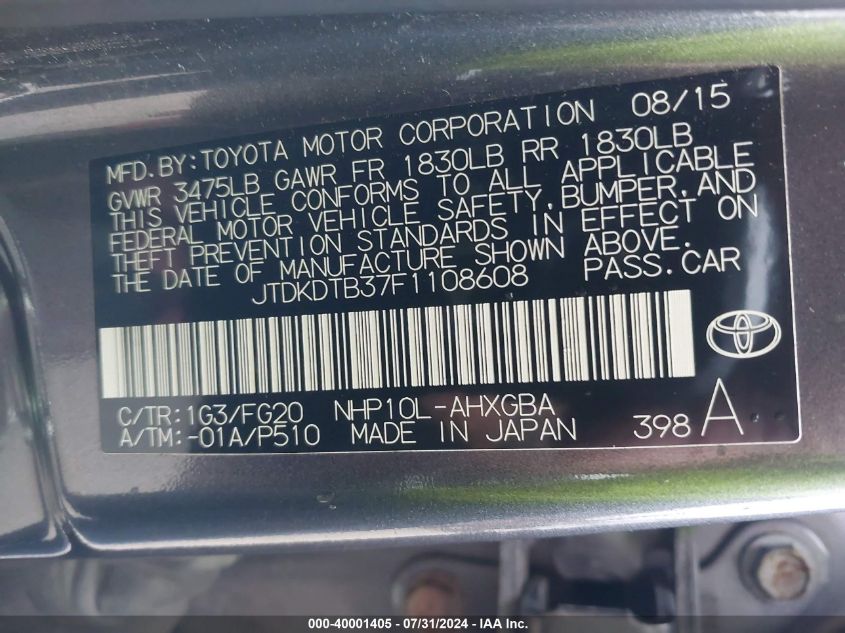 MFD.BY:TOYOTA MOTOR CORPORATION 08/15
GVWR 3475LB GAWR FR 1830LB RR 1830LB
THIS VEHICLE CONFORMS TO ALL APPLICABLE
FEDERAL MOTOR VEHICLE SAFETY,BUMPER,AND
THEFT PREVENTION STANDARDS IN EFFECT ON
THE DATE OF MANUFACTURE SHOWN ABOVE.
JTDKDTB37F1108608 PASS.CAR
C/TR:1G3/FG20 NHP10L-AHXGBA
A/TM:-01A/P510 MADE IN JAPAN 398 A
000-40001405 - 07/31/2024 - IAA Inc.